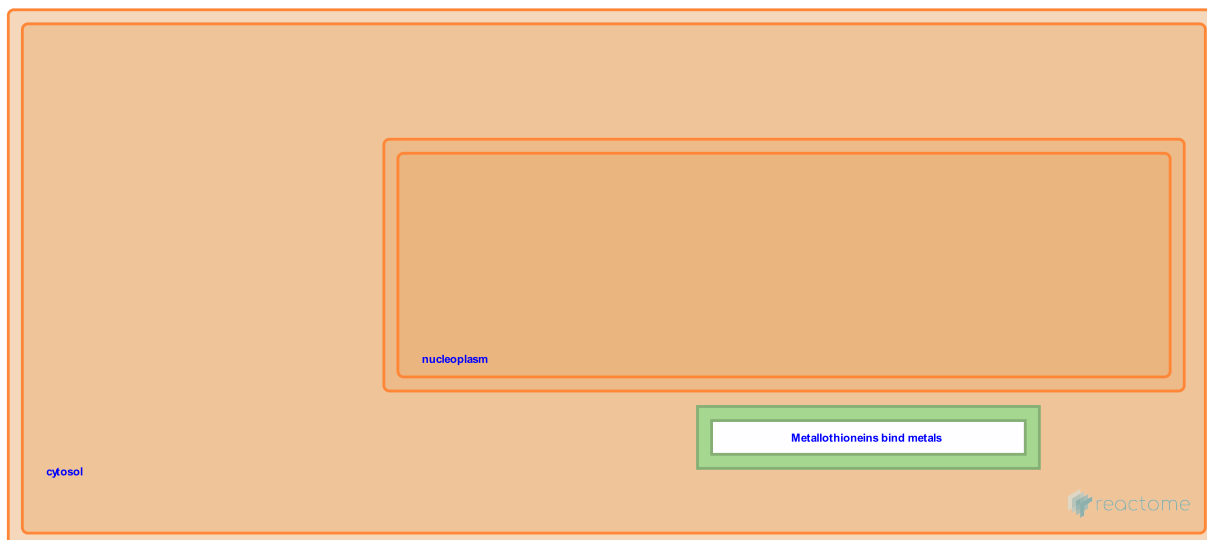 nucleoplasm
Metallothioneins bind metals
cytosol
reactome